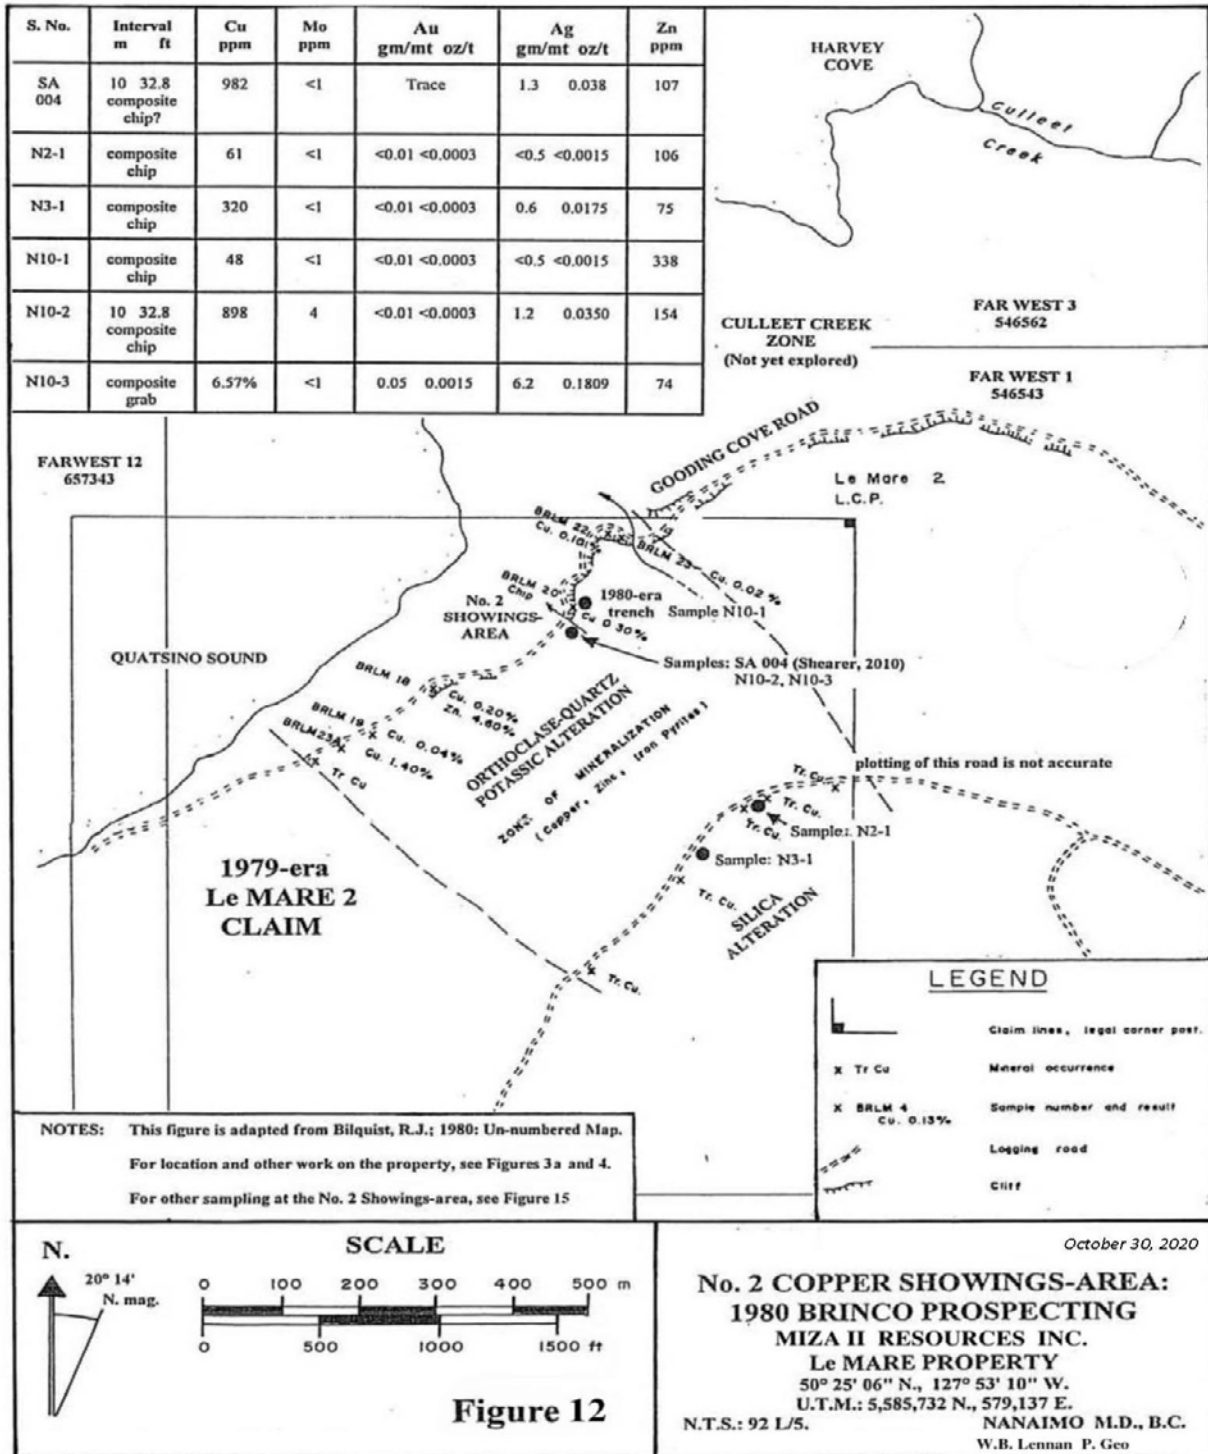 S. No. Interval Cu Mo Au Ag Zn
m ft ppm ppm gm/mt oz/t gm/mt oz/t ppm
SA 10 32.8 982 <1 Trace 1.3 0.038 107
004 composite
chip?
N2-1 composite 61 <1 <0.01 <0.0003 <0.5 <0.0015 106
chip
N3-1 composite 320 <1 <0.01 <0.0003 0.6 0.0175 75
chip
N10-1 composite 48 <1 <0.01 <0.0003 <0.5 <0.0015 338
chip
N10-2 10 32.8 898 4 <0.01 <0.0003 1.2 0.0350 154
composite
chip
N10-3 composite 6.57% <1 0.05 0.0015 6.2 0.1809 74
grab
HARVEY
COVE
Culleet
Creek
FAR WEST 3
546562
CULLEET CREEK
ZONE
(Not yet explored)
FAR WEST 1
546543
GOODING COVE ROAD
FARWEST 12
657343
Le Mare 2
L.C.P.
BRLM 22
Cu. 0.101%
BRLM 23
Cu 0.02 %
BRLM 20
Chip
1980-era
trench
Cu 0.30%
Sample N10-1
No. 2
SHOWINGS-
AREA
Samples: SA 004 (Shearer, 2010)
N10-2, N10-3
QUATSINO SOUND
BRLM 18
Cu. 0.20%
Zn. 4.60%
BRLM 19
Cu. 0.04%
BRLM23A
Cu. 1.40%
Tr Cu
ORTHOCLASE-QUARTZ
POTASSIC ALTERATION
ZONE OF MINERALIZATION
(Copper, Zinc, Iron Pyrites)
plotting of this road is not accurate
Tr. Cu.
Tr. Cu.
Tr. Cu.
Sample: N2-1
Sample: N3-1
Tr. Cu.
SILICA
ALTERATION
Tr. Cu.
1979-era
Le MARE 2
CLAIM
LEGEND
Claim lines, legal corner post.
x Tr Cu Mineral occurrence
x BRLM 4 Sample number and result
Cu. 0.13%
Logging road
Cliff
NOTES: This figure is adapted from Bilquist, R.J.; 1980: Un-numbered Map.
For location and other work on the property, see Figures 3a and 4.
For other sampling at the No. 2 Showings-area, see Figure 15
N.
20° 14'
N. mag.
SCALE
0 100 200 300 400 500 m
0 500 1000 1500 ft
Figure 12
October 30, 2020
No. 2 COPPER SHOWINGS-AREA:
1980 BRINCO PROSPECTING
MIZA II RESOURCES INC.
Le MARE PROPERTY
50° 25' 06" N., 127° 53' 10" W.
U.T.M.: 5,585,732 N., 579,137 E.
N.T.S.: 92 L/5. NANAIMO M.D., B.C.
W.B. Lennan P. Geo